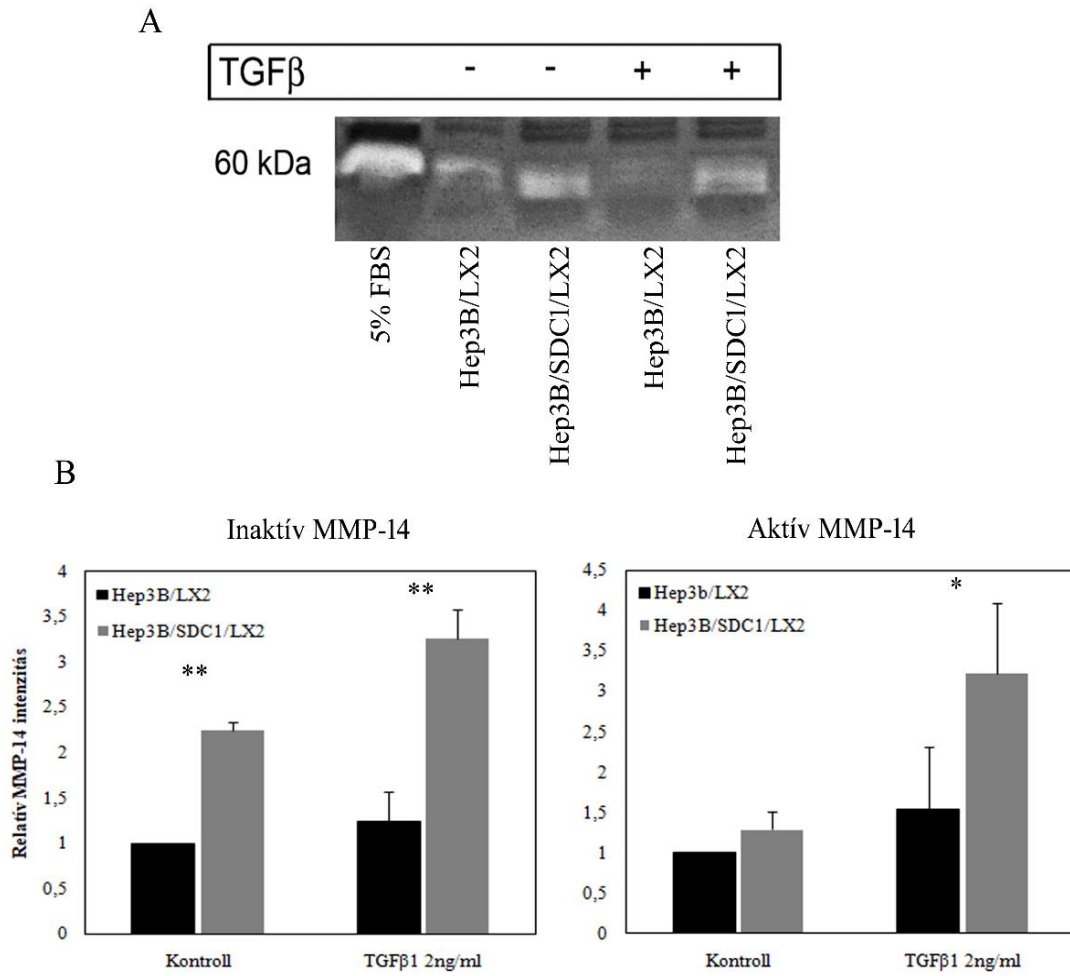 A
TGFβ - - + +
60 kDa
5% FBS
Hep3B/LX2
Hep3B/SDC1/LX2
Hep3B/LX2
Hep3B/SDC1/LX2
B
Inaktív MMP-14
Relatív MMP-14 intenzitás
4
3,5
3
2,5
2
1,5
1
0,5
0
Hep3B/LX2
Hep3B/SDC1/LX2
**
**
Kontroll
TGFβ1 2ng/ml
Aktív MMP-14
4,5
4
3,5
3
2,5
2
1,5
1
0,5
0
Hep3b/LX2
Hep3B/SDC1/LX2
*
Kontroll
TGFβ1 2ng/ml